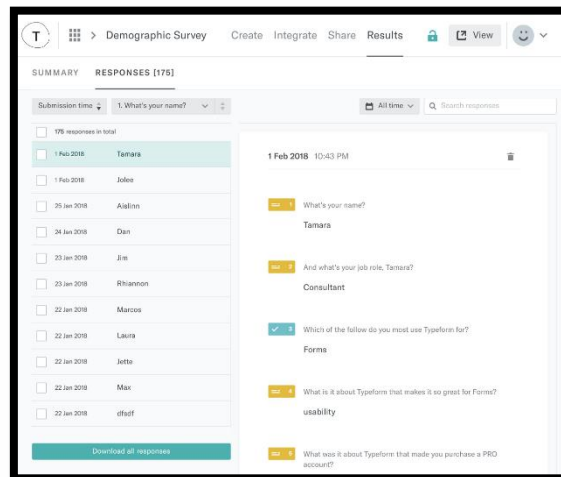 T
> Demographic Survey
Create Integrate Share Results
View
SUMMARY RESPONSES [175]
Submission time 1. What's your name?
All time Search responses
175 responses in total
1 Feb 2018 Tamara
1 Feb 2018 Jolee
25 Jan 2018 Aislinn
24 Jan 2018 Dan
23 Jan 2018 Jim
23 Jan 2018 Rhiannon
22 Jan 2018 Marcos
22 Jan 2018 Laura
22 Jan 2018 Jette
22 Jan 2018 Max
22 Jan 2018 dfsdf
Download all responses
1 Feb 2018 10:43 PM
1 What's your name?
Tamara
2 And what's your job role, Tamara?
Consultant
3 Which of the follow do you most use Typeform for?
Forms
4 What is it about Typeform that makes it so great for Forms?
usability
5 What was it about Typeform that made you purchase a PRO
account?